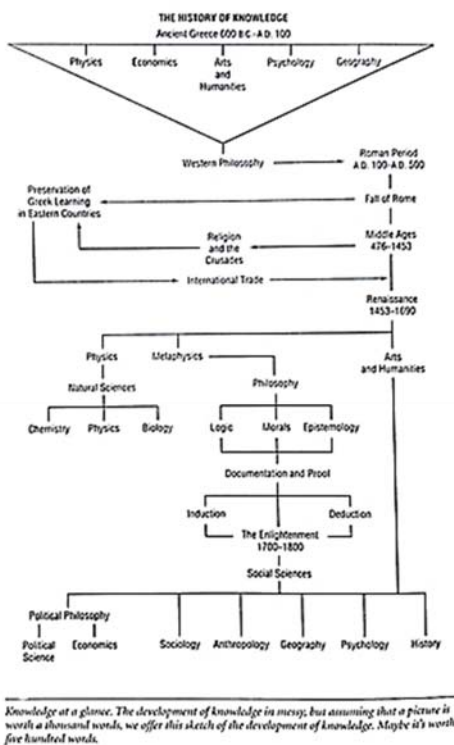 THE HISTORY OF KNOWLEDGE
Ancient Greece 600 B.C.-A.D. 100
Physics Economics Arts and Humanities Psychology Geography
Western Philosophy
Roman Period
A.D. 100-A.D. 500
Preservation of
Greek Learning
in Eastern Countries
Fall of Rome
Religion
and the
Crusades
Middle Ages
476-1453
International Trade
Renaissance
1453-1690
Physics
Metaphysics
Arts
and Humanities
Natural Sciences
Philosophy
Chemistry Physics Biology
Logic Morals Epistemology
Documentation and Proof
Induction Deduction
The Enlightenment
1700-1800
Social Sciences
Political Philosophy
Political
Science
Economics
Sociology Anthropology Geography Psychology History
Knowledge at a glance. The development of knowledge in messy, but assuming that a picture is
worth a thousand words, we offer this sketch of the development of knowledge. Maybe it's worth
five hundred words.